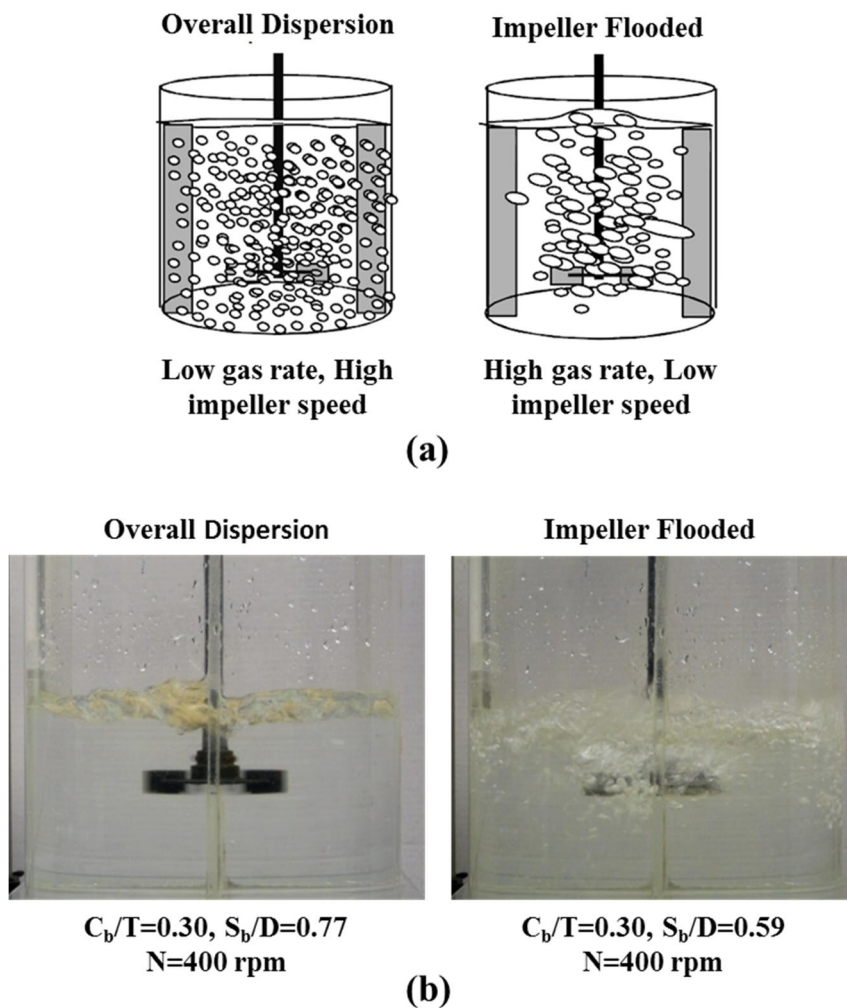 Overall Dispersion
Impeller Flooded
Low gas rate, High
impeller speed
High gas rate, Low
impeller speed
(a)
Overall Dispersion
Impeller Flooded
C_b/T=0.30, S_b/D=0.77
N=400 rpm
C_b/T=0.30, S_b/D=0.59
N=400 rpm
(b)